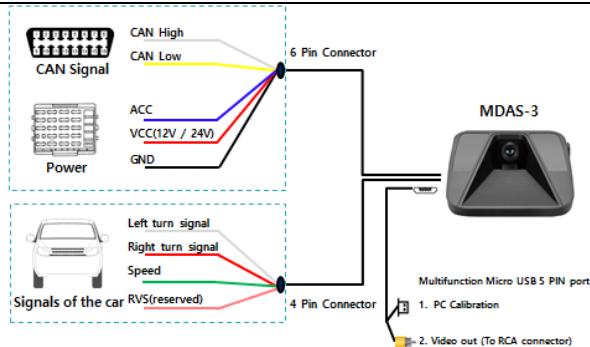 CAN High
CAN Low
CAN Signal
6 Pin Connector
ACC
VCC(12V / 24V)
GND
Power
MDAS-3
Left turn signal
Right turn signal
Speed
RVS(reserved)
Signals of the car
4 Pin Connector
Multifunction Micro USB 5 PIN port
1. PC Calibration
2. Video out (To RCA connector)